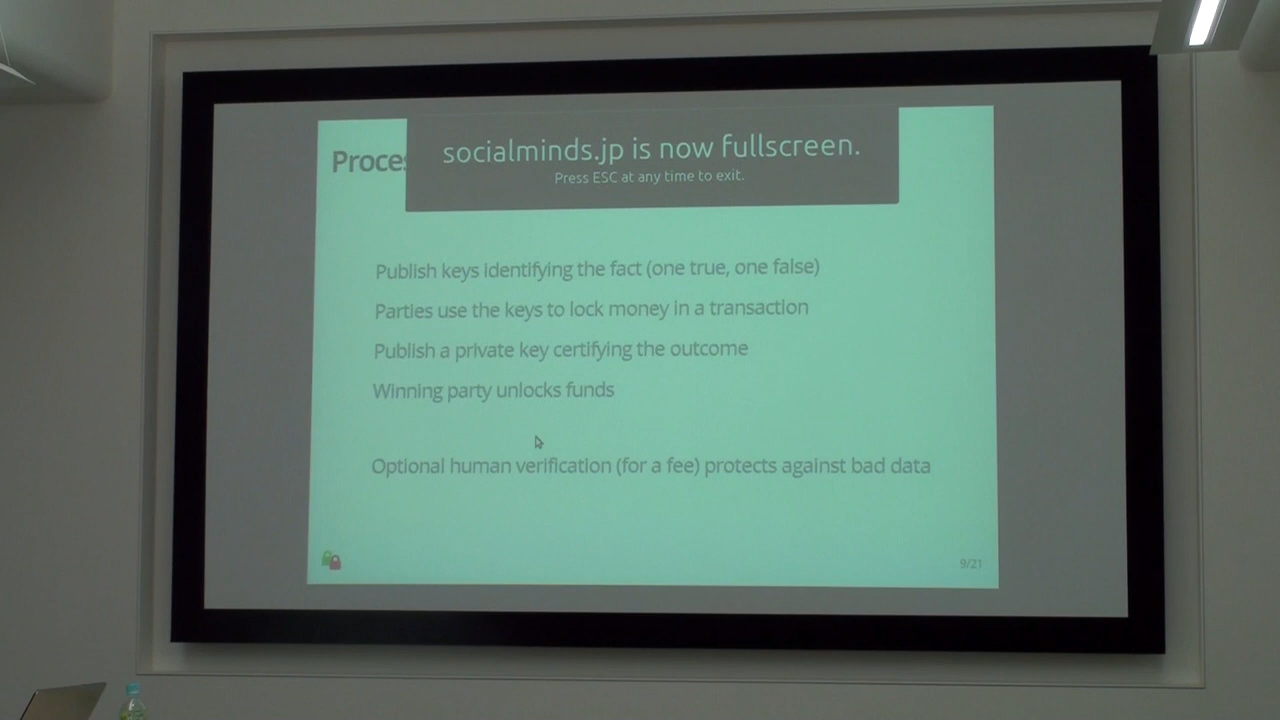 socialminds.jp is now fullscreen.
Press ESC at any time to exit.
Publish keys identifying the fact (one true, one false)
Parties use the keys to lock money in a transaction
Publish a private key certifying the outcome
Winning party unlocks funds
Optional human verification (for a fee) protects against bad data
9/21